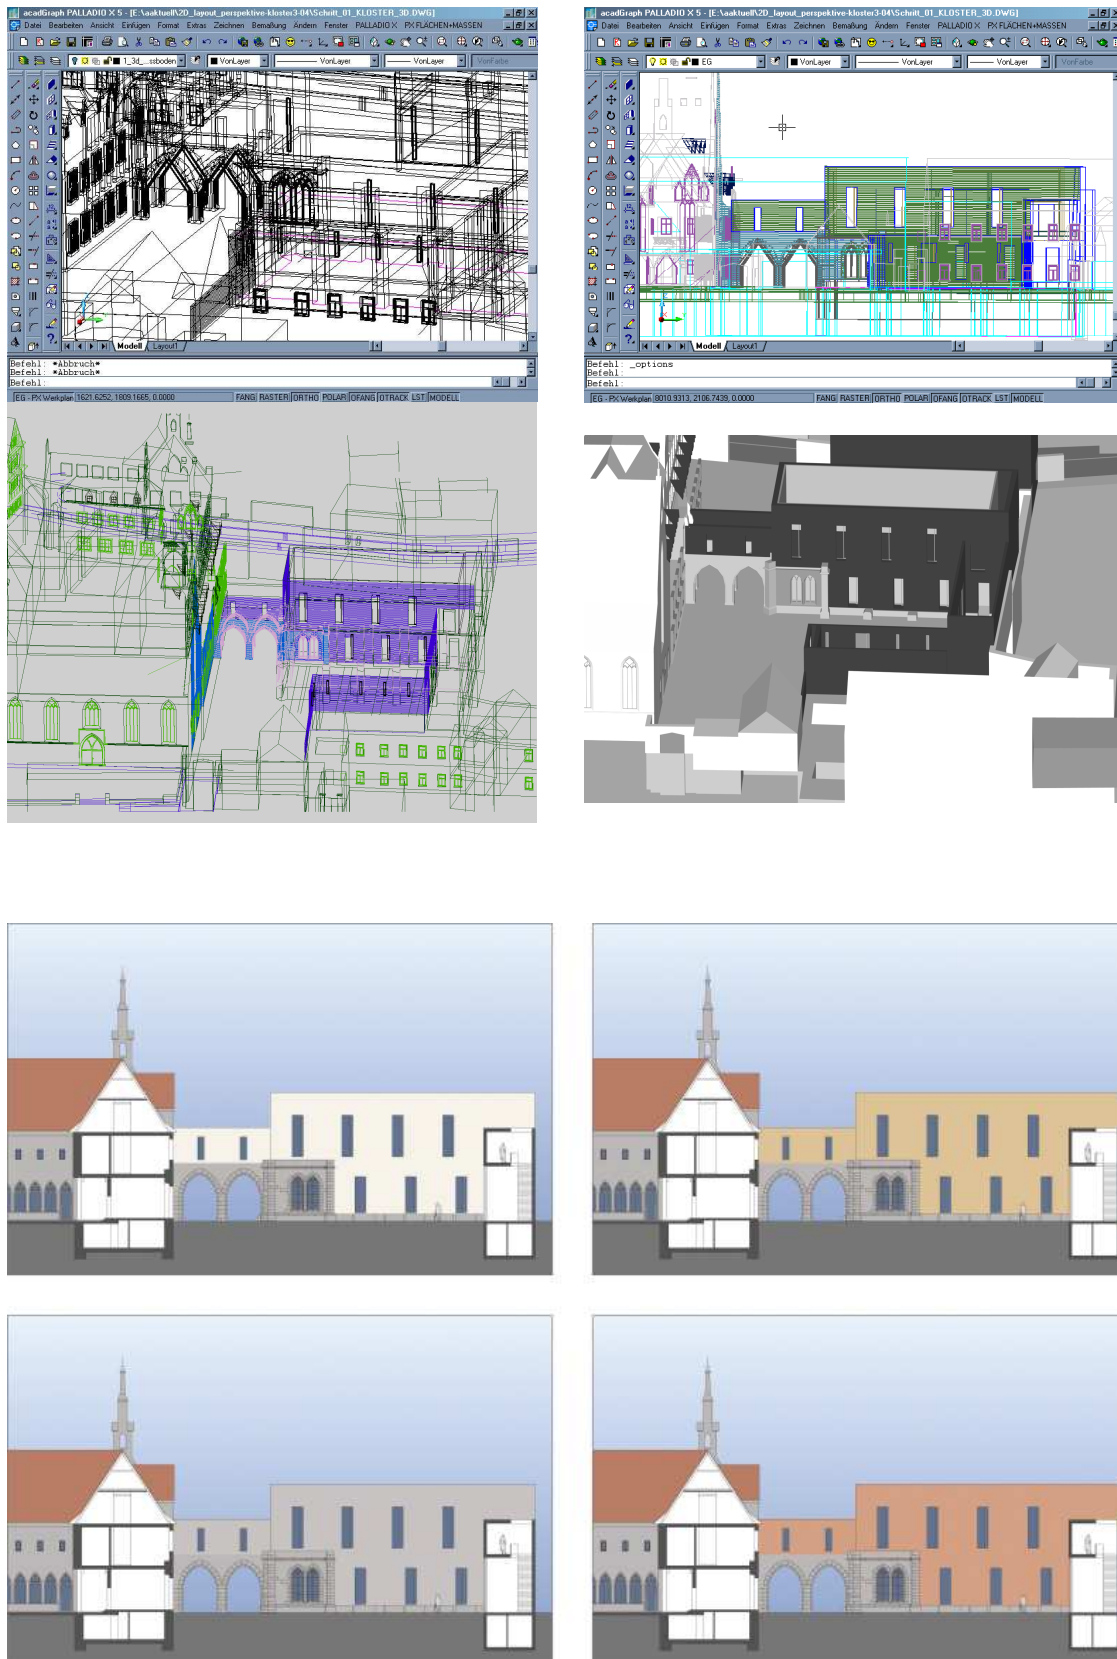 acadGraph PALLADIO X 5 - [E:\aaktuell\2D_layout_perspektive-kloster3-04\Schritt_01_KLOSTER_3D.DWG]
Datei Bearbeiten Ansicht Einfügen Format Extras Zeichnen Bemaßung Ändern Fenster PALLADIO X PX FLÄCHEN+MASSEN
1_3d_...ssboden VonLayer VonLayer VonLayer VonFarbe
Modell Layout1
Befehl: *Abbruch*
Befehl: *Abbruch*
Befehl:
EG - PX Werkplan 1621.6252, 1809.1665, 0.0000 FANG RASTER ORTHO POLAR OFANG OTRACK LST MODELL
acadGraph PALLADIO X 5 - [E:\aaktuell\2D_layout_perspektive-kloster3-04\Schritt_01_KLOSTER_3D.DWG]
Datei Bearbeiten Ansicht Einfügen Format Extras Zeichnen Bemaßung Ändern Fenster PALLADIO X PX FLÄCHEN+MASSEN
EG VonLayer VonLayer VonLayer VonFarbe
Modell Layout1
Befehl: _options
Befehl:
Befehl:
EG - PX Werkplan 8010.9313, 2106.7439, 0.0000 FANG RASTER ORTHO POLAR OFANG OTRACK LST MODELL